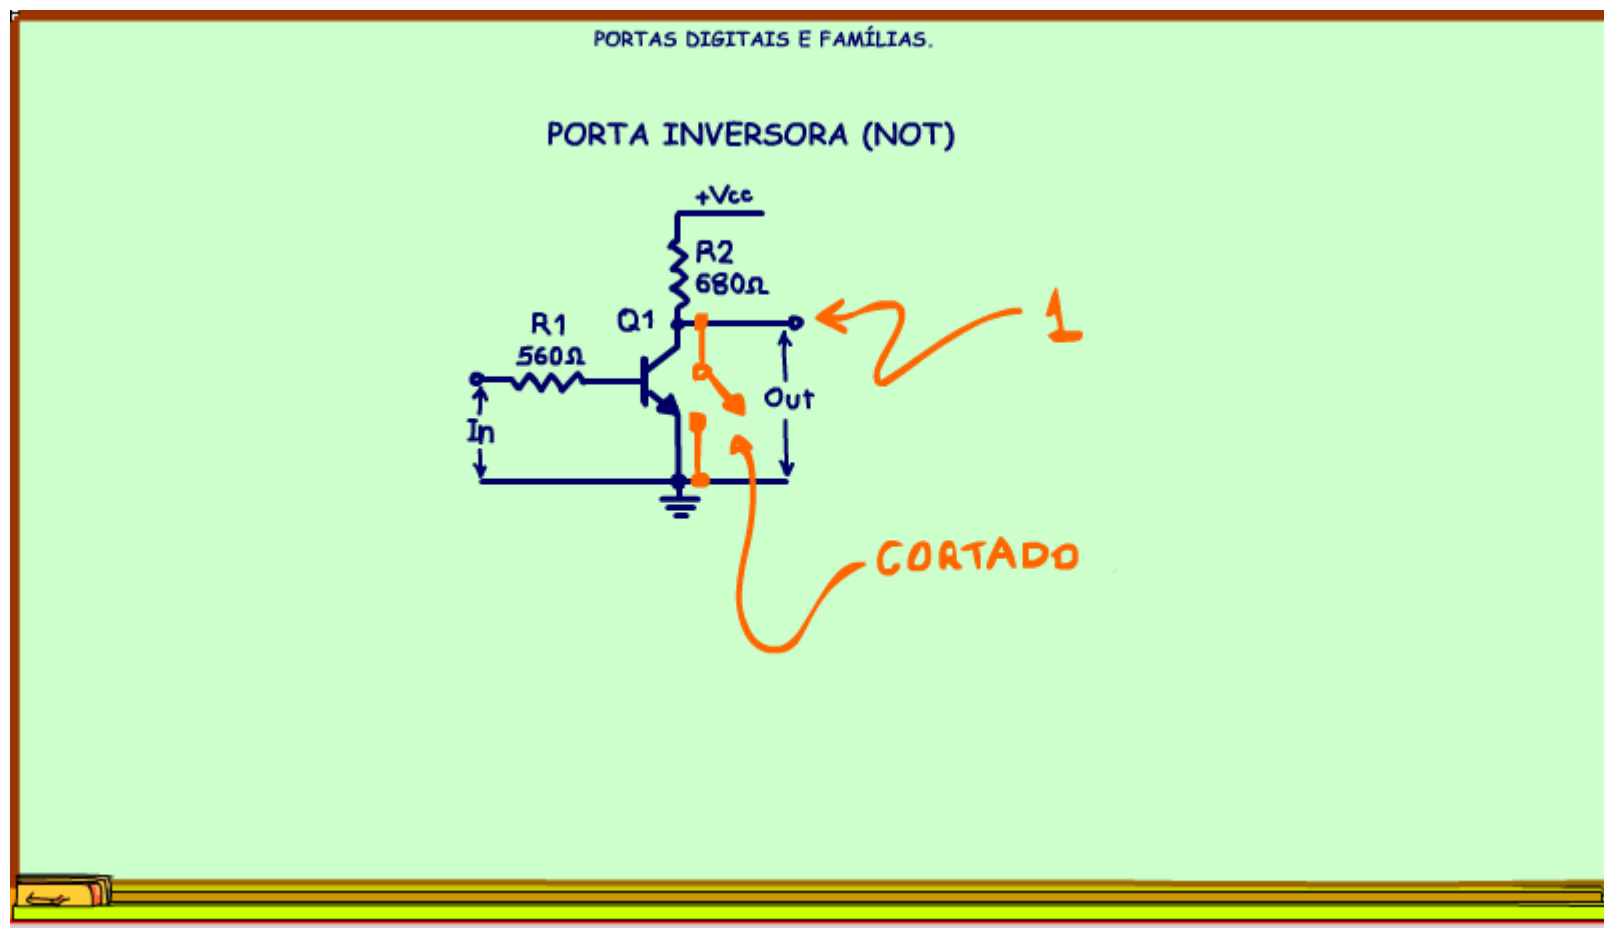 PORTAS DIGITAIS E FAMÍLIAS.
PORTA INVERSORA (NOT)
+Vcc
R2
680Ω
Q1
1
R1
560Ω
Out
In
CORTADO